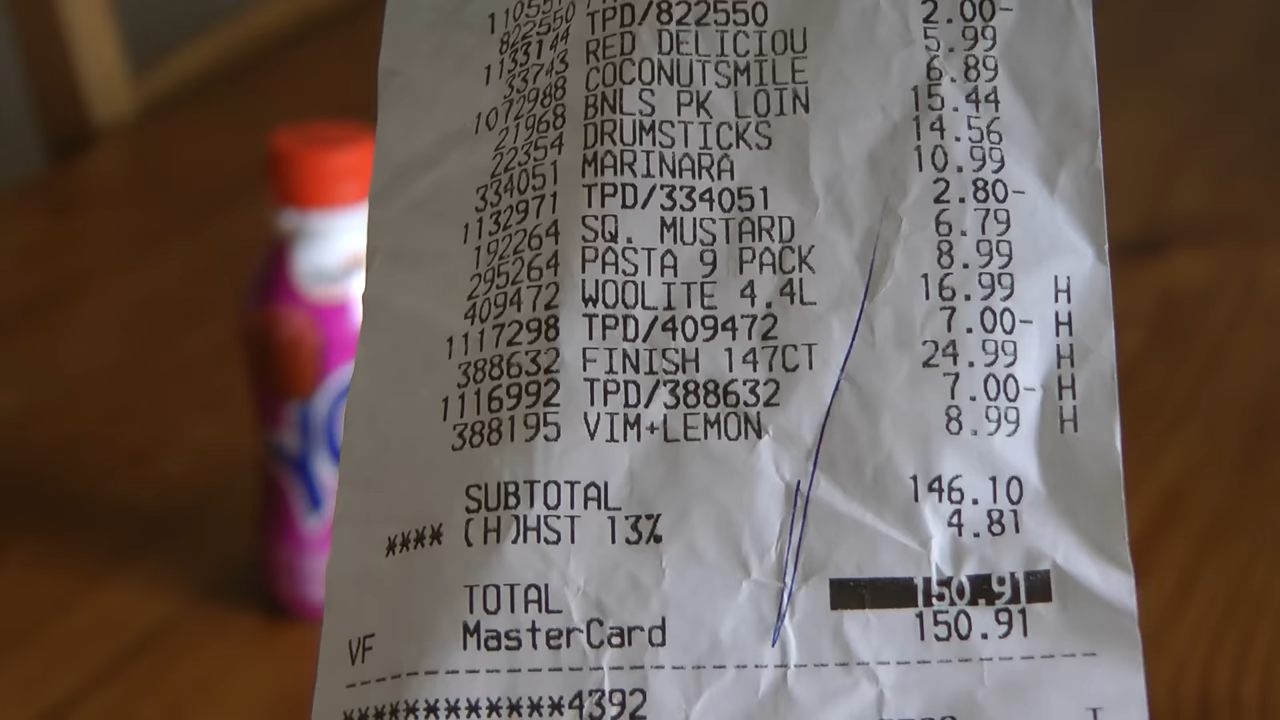 822550
1133144 TPD/822550 2.00-
33743 RED DELICIOU 5.99
1072988 COCONUTSMILE 6.89
21968 BNLS PK LOIN 15.44
22354 DRUMSTICKS 14.56
334051 MARINARA 10.99
1132971 TPD/334051 2.80-
192264 SQ. MUSTARD 6.79
295264 PASTA 9 PACK 8.99
409472 WOOLITE 4.4L 16.99 H
1117298 TPD/409472 7.00- H
388632 FINISH 147CT 24.99 H
1116992 TPD/388632 7.00- H
388195 VIM+LEMON 8.99 H
SUBTOTAL 146.10
**** (H)HST 13% 4.81
TOTAL 150.91
VF MasterCard 150.91
************4392